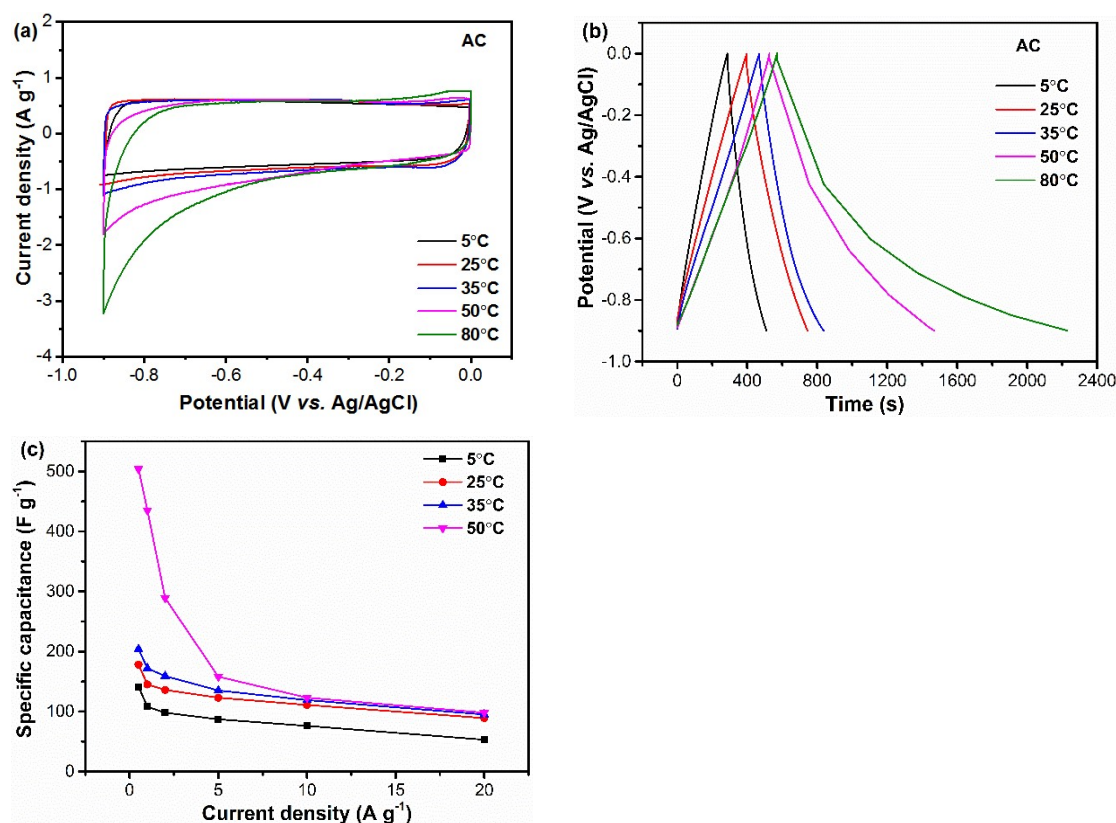 (a)
AC
Current density (A g⁻¹)
4
3
2
1
0
-1
-2
-3
-4
5°C
25°C
35°C
50°C
80°C
-1.0 -0.8 -0.6 -0.4 -0.2 0.0
Potential (V vs. Ag/AgCl)
(b)
AC
Potential (V vs. Ag/AgCl)
0.0
-0.2
-0.4
-0.6
-0.8
-1.0
5°C
25°C
35°C
50°C
80°C
0 400 800 1200 1600 2000 2400
Time (s)
(c)
Specific capacitance (F g⁻¹)
500
400
300
200
100
0
5°C
25°C
35°C
50°C
0 5 10 15 20
Current density (A g⁻¹)